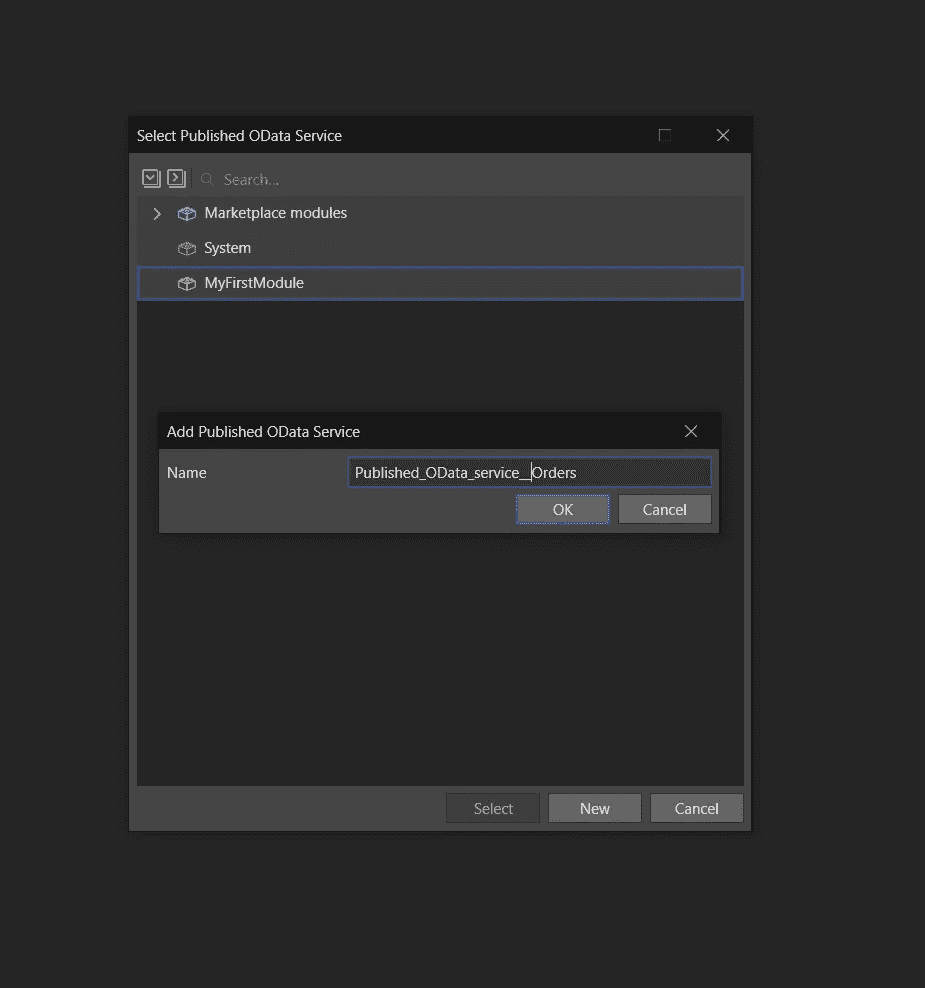 Select Published OData Service
Search...
Marketplace modules
System
MyFirstModule
Add Published OData Service
Name Published_OData_service__Orders
OK Cancel
Select New Cancel